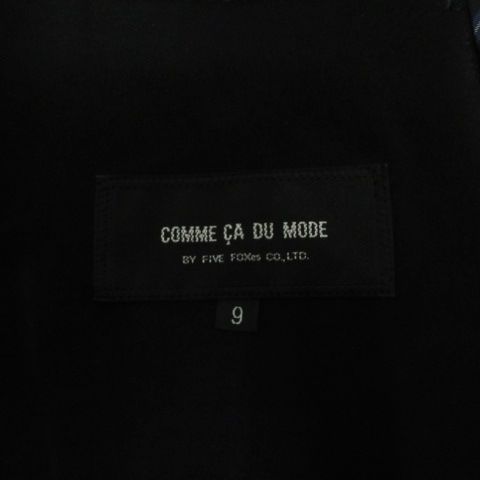 COMME ÇA DU MODE
BY FIVE FOXes CO.,LTD.
9